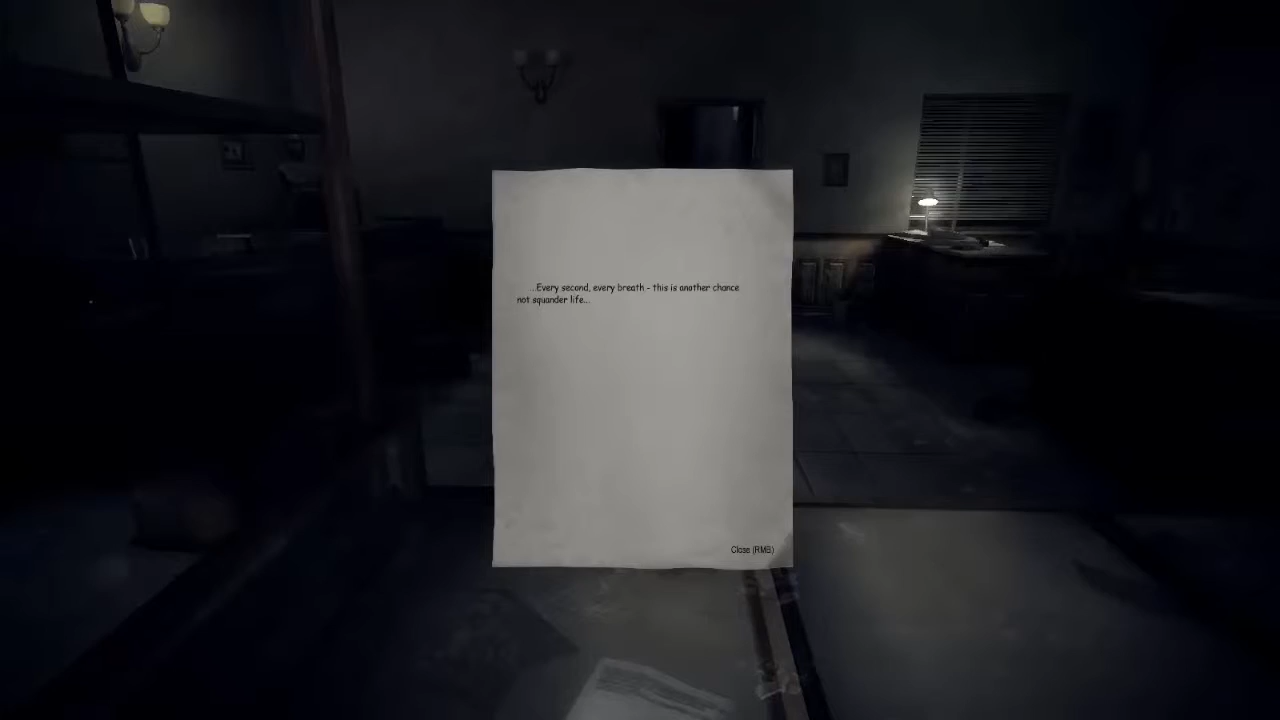 ...Every second, every breath - this is another chance
not squander life...
Close (RMB)